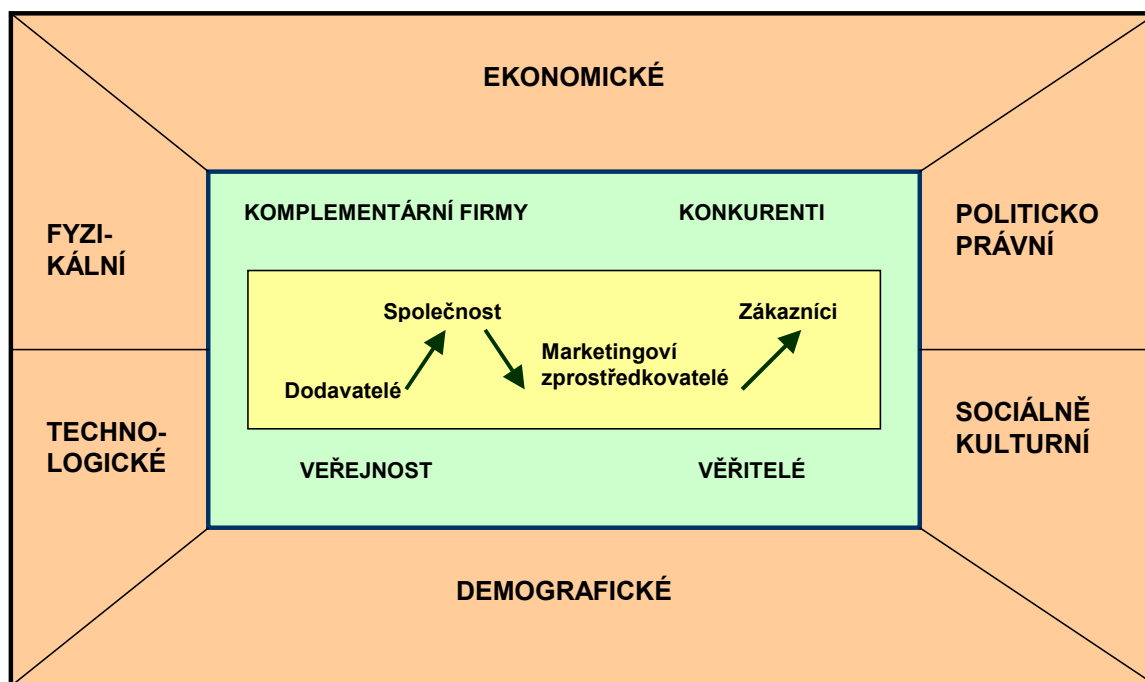 EKONOMICKÉ
KOMPLEMENTÁRNÍ FIRMY
KONKURENTI
FYZI-
KÁLNÍ
POLITICKO
PRÁVNÍ
Společnost
Zákazníci
Marketingoví
zprostředkovatelé
Dodavatelé
TECHNO-
LOGICKÉ
SOCIÁLNĚ
KULTURNÍ
VEŘEJNOST
VĚŘITELÉ
DEMOGRAFICKÉ